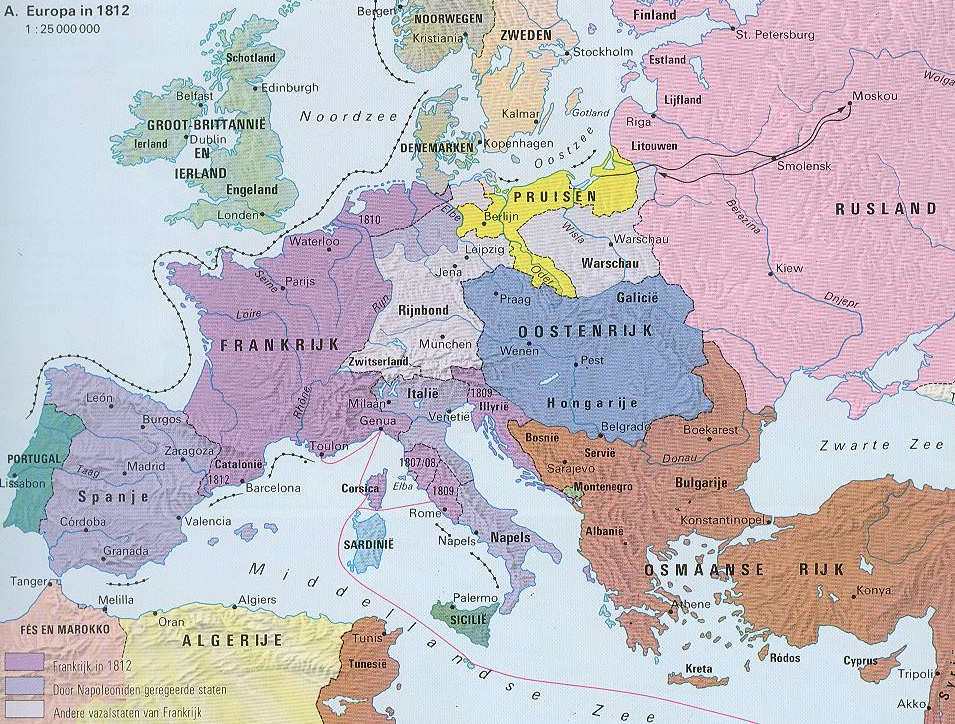 A. Europa in 1812
1 : 25 000 000
Bergen
NOORWEGEN
Kristiania
ZWEDEN
Stockholm
Finland
St. Petersburg
Estland
Lijfland
Riga
Litouwen
Wolga
Moskou
Smolensk
RUSLAND
Berezina
Kiew
Dnjepr
Schotland
Edinburgh
Belfast
GROOT-BRITTANNIË
Dublin
Ierland
EN
IERLAND
Engeland
Londen
Noordzee
Kalmar
Gotland
DENEMARKEN
Kopenhagen
Oostzee
PRUISEN
Berlijn
Elbe
1810
Waterloo
Leipzig
Wisla
Warschau
Warschau
Jena
Oder
Seine
Parijs
Rijn
Rijnbond
Praag
Galicië
Loire
FRANKRIJK
OOSTENRIJK
München
Wenen
Pest
Zwitserland
Hongarije
Rhône
Italië
1809
Milaan
Illyrië
Venetië
Genua
León
Burgos
Toulon
Zaragoza
Catalonië
1812
Barcelona
PORTUGAL
Lissabon
Taag
Madrid
Spanje
Córdoba
Valencia
Granada
Corsica
Elba
1807/08
1809
Rome
SARDINIË
Napels
Napels
Belgrado
Boekarest
Bosnië
Servië
Donau
Sarajevo
Montenegro
Bulgarije
Zwarte Zee
Albanië
Konstantinopel
OSMAANSE RIJK
Konya
Athene
Palermo
SICILIË
Middellandse Zee
Tanger
Melilla
Oran
Algiers
FÉS EN MAROKKO
ALGERIJE
Tunis
Tunesië
Kreta
Ródos
Cyprus
Tripoli
Akko
Syri
Frankrijk in 1812
Door Napoleoniden geregeerde staten
Andere vazalstaten van Frankrijk